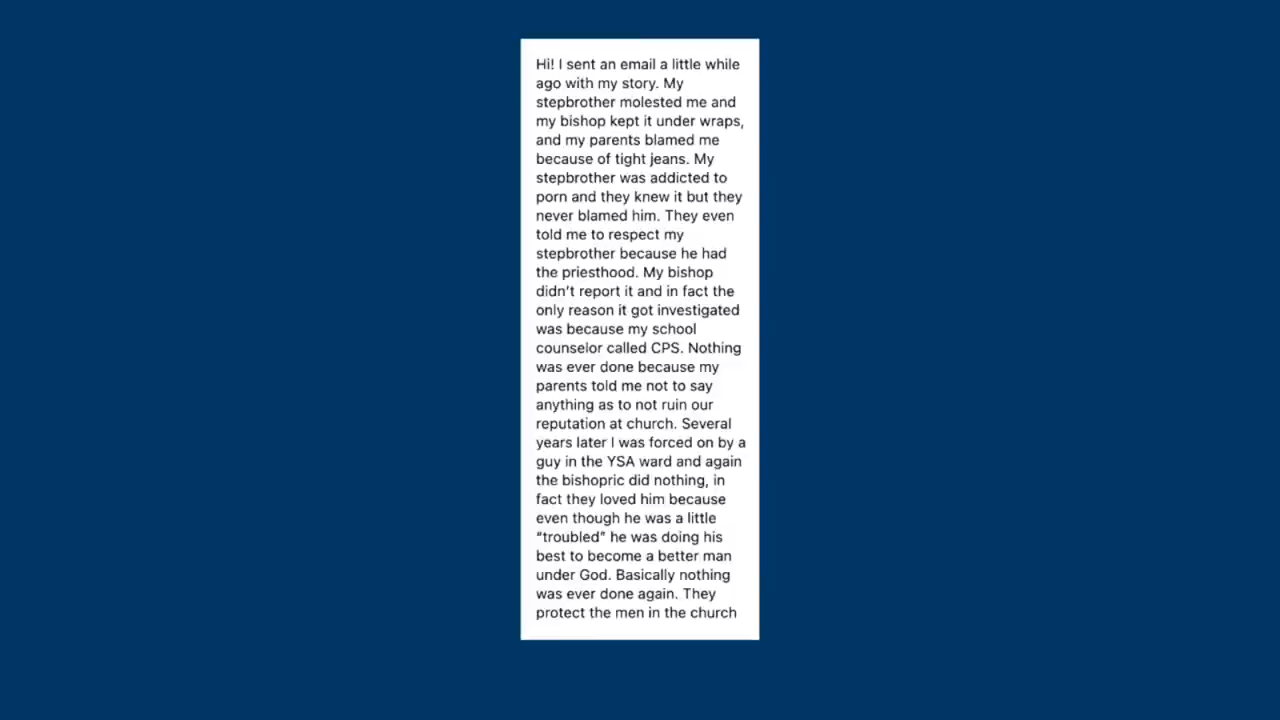 Hi! I sent an email a little while
ago with my story. My
stepbrother molested me and
my bishop kept it under wraps,
and my parents blamed me
because of tight jeans. My
stepbrother was addicted to
porn and they knew it but they
never blamed him. They even
told me to respect my
stepbrother because he had
the priesthood. My bishop
didn’t report it and in fact the
only reason it got investigated
was because my school
counselor called CPS. Nothing
was ever done because my
parents told me not to say
anything as to not ruin our
reputation at church. Several
years later I was forced on by a
guy in the YSA ward and again
the bishopric did nothing, in
fact they loved him because
even though he was a little
“troubled” he was doing his
best to become a better man
under God. Basically nothing
was ever done again. They
protect the men in the church